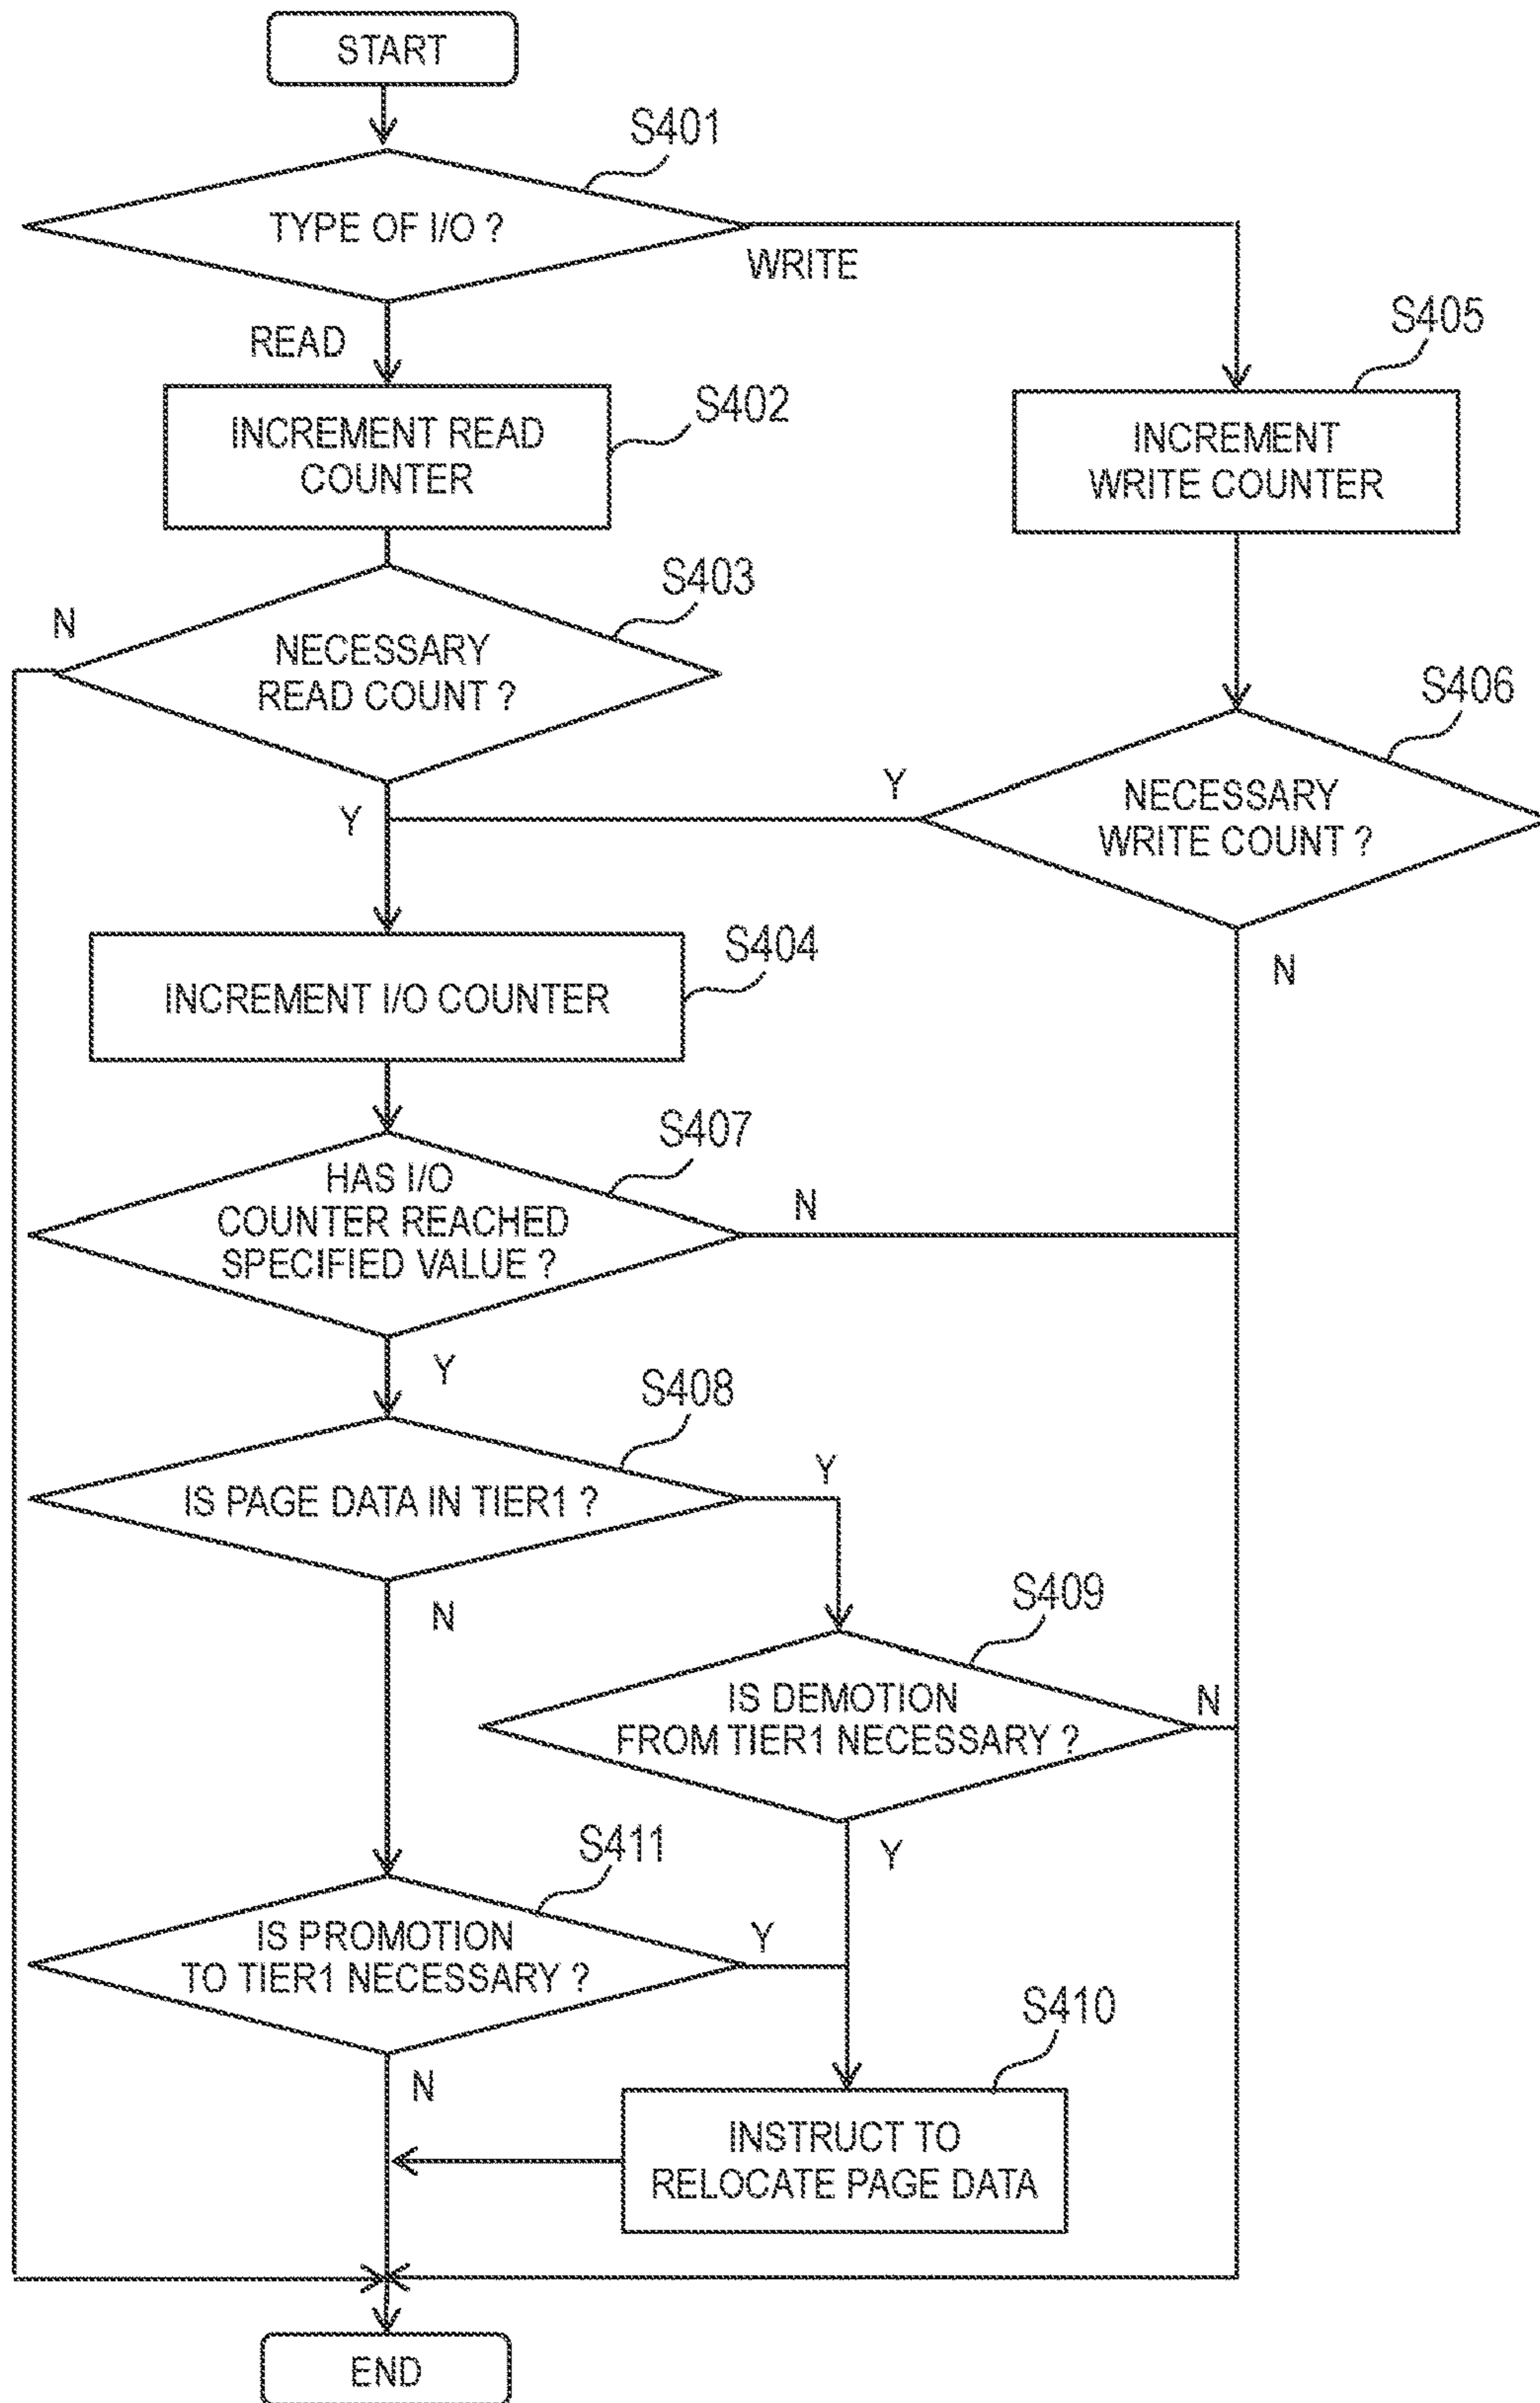 START
S401
TYPE OF I/O ?
WRITE
READ
S405
S402
INCREMENT READ
COUNTER
INCREMENT
WRITE COUNTER
S403
N
NECESSARY
READ COUNT ?
S406
Y
Y
NECESSARY
WRITE COUNT ?
S404
N
INCREMENT I/O COUNTER
S407
HAS I/O
COUNTER REACHED
SPECIFIED VALUE ?
N
Y
S408
Y
IS PAGE DATA IN TIER1 ?
N
S409
IS DEMOTION
FROM TIER1 NECESSARY ?
N
S411
Y
IS PROMOTION
TO TIER1 NECESSARY ?
Y
S410
N
INSTRUCT TO
RELOCATE PAGE DATA
END